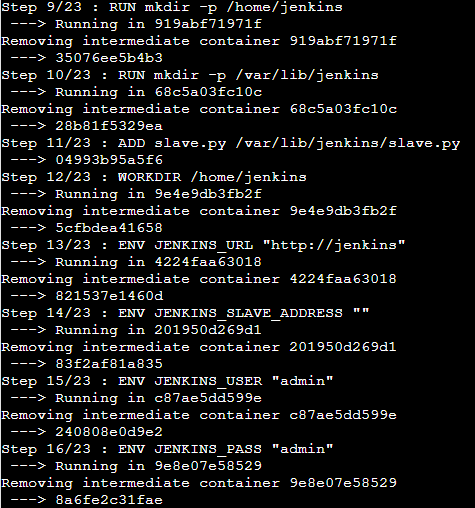 Step 9/23 : RUN mkdir -p /home/jenkins
---> Running in 919abf71971f
Removing intermediate container 919abf71971f
---> 35076ee5b4b3
Step 10/23 : RUN mkdir -p /var/lib/jenkins
---> Running in 68c5a03fc10c
Removing intermediate container 68c5a03fc10c
---> 28b81f5329ea
Step 11/23 : ADD slave.py /var/lib/jenkins/slave.py
---> 04993b95a5f6
Step 12/23 : WORKDIR /home/jenkins
---> Running in 9e4e9db3fb2f
Removing intermediate container 9e4e9db3fb2f
---> 5cfbdea41658
Step 13/23 : ENV JENKINS_URL "http://jenkins"
---> Running in 4224faa63018
Removing intermediate container 4224faa63018
---> 821537e1460d
Step 14/23 : ENV JENKINS_SLAVE_ADDRESS ""
---> Running in 201950d269d1
Removing intermediate container 201950d269d1
---> 83f2af81a835
Step 15/23 : ENV JENKINS_USER "admin"
---> Running in c87ae5dd599e
Removing intermediate container c87ae5dd599e
---> 240808e0d9e2
Step 16/23 : ENV JENKINS_PASS "admin"
---> Running in 9e8e07e58529
Removing intermediate container 9e8e07e58529
---> 8a6fe2c31fae